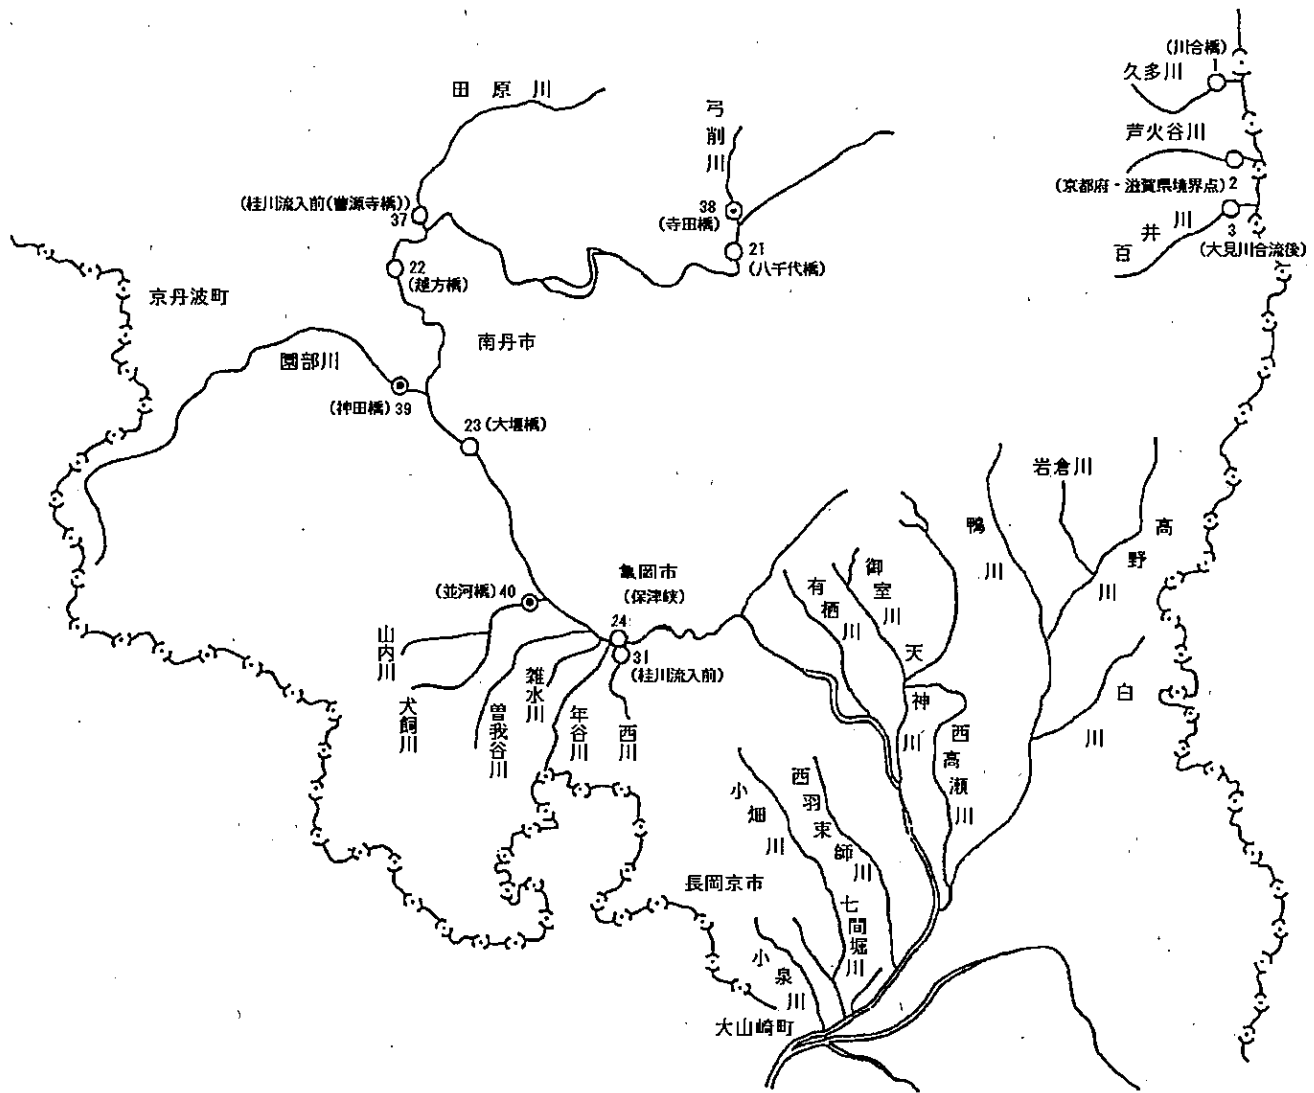 (川合橋)
1
久多川
芦火谷川
(京都府・滋賀県境界点) 2
百井川
3
(大見川合流後)
田原川
弓削川
(桂川流入前(曹源寺橋))
37
38
(寺田橋)
21
(八千代橋)
22
(越方橋)
京丹波町
南丹市
園部川
(神田橋) 39
23 (大堰橋)
岩倉川
高野川
鴨川
亀岡市
(保津峡)
御室川
有栖川
(並河橋) 40
24
31
(桂川流入前)
山内川
犬飼川
曽我谷川
雑水川
年谷川
西川
天神川
白川
西高瀬川
小畑川
西羽束師川
長岡京市
七間堀川
小泉川
大山崎町